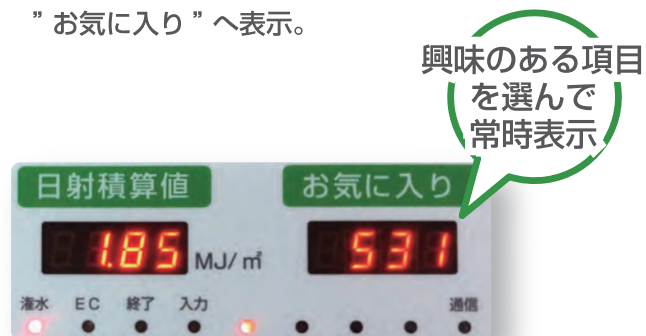 ”お気に入り”へ表示。
興味のある項目
を選んで
常時表示
日射積算値
お気に入り
1.85 MJ/㎡
531
潅水 EC 終了 入力 通信